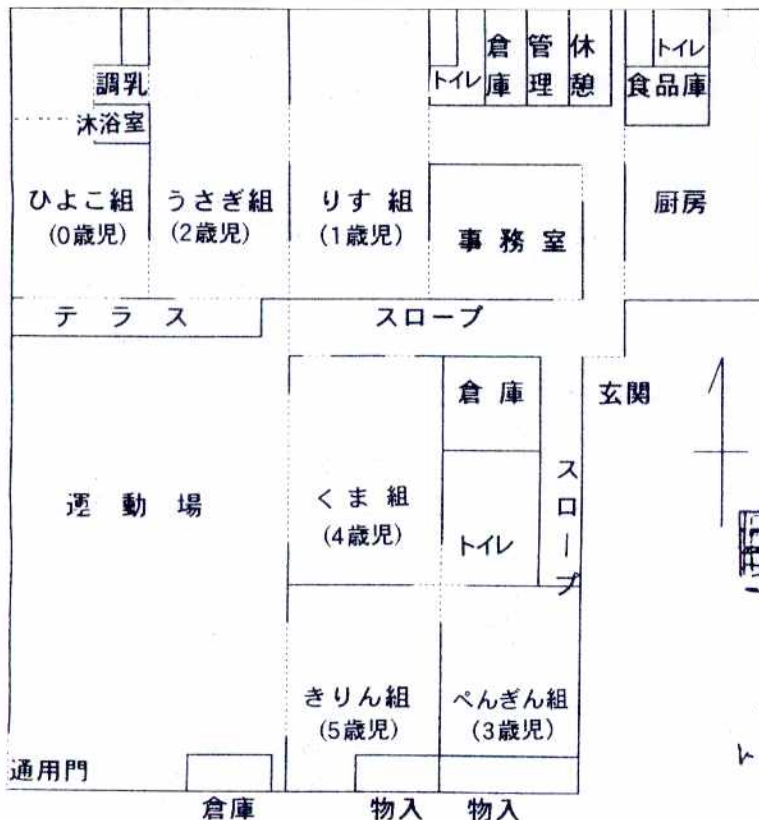 倉庫
管理
休憩
トイレ
調乳
トイレ
食品庫
沐浴室
ひよこ組
(0歳児)
うさぎ組
(2歳児)
りす組
(1歳児)
事務室
厨房
テラス
スロープ
倉庫
玄関
運動場
くま組
(4歳児)
トイレ
スロープ
きりん組
(5歳児)
ぺんぎん組
(3歳児)
通用門
倉庫
物入
物入